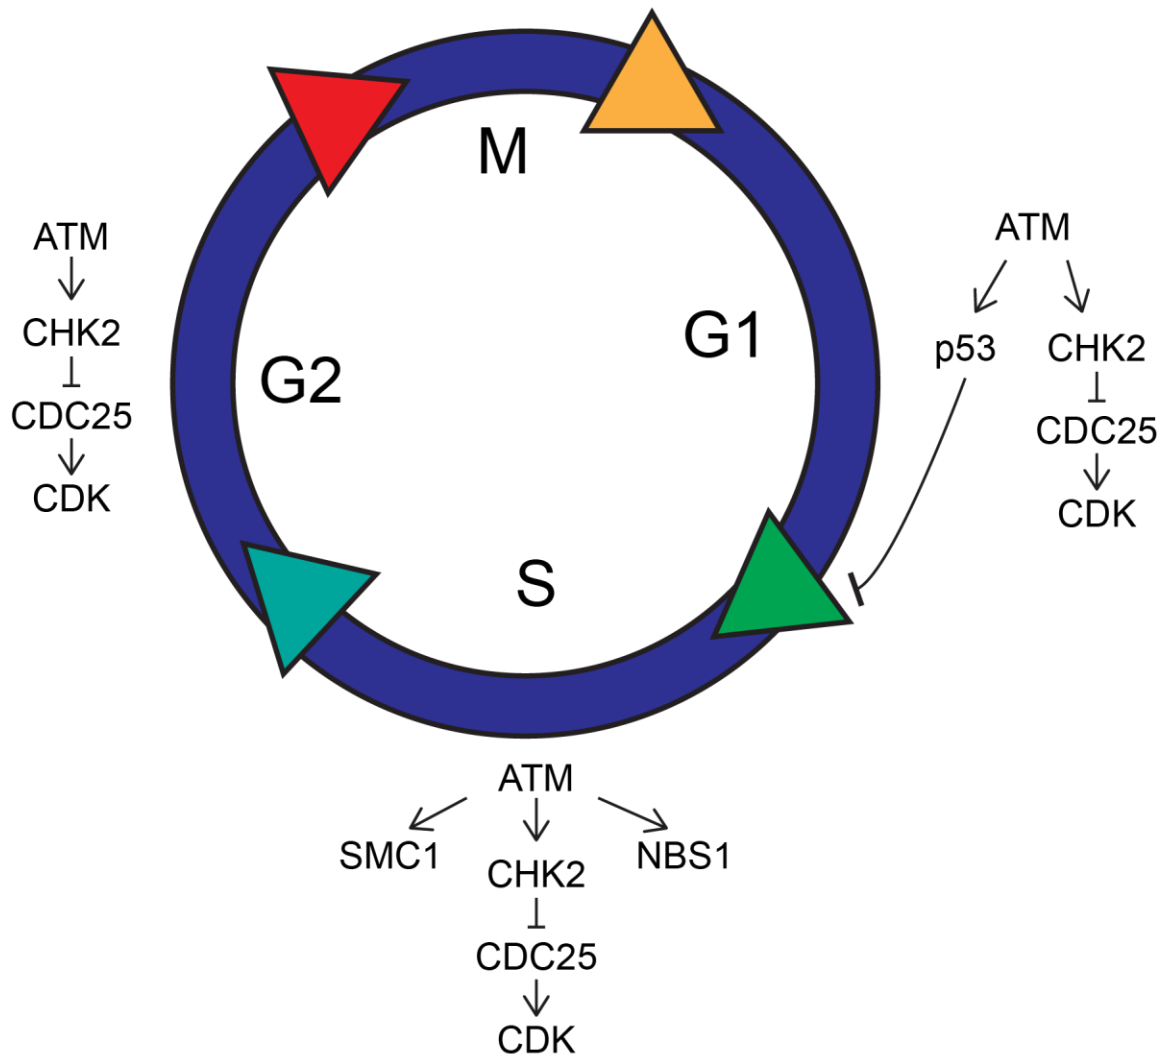 M
G1
S
G2
ATM
CHK2
CDC25
CDK
ATM
p53 CHK2
CDC25
CDK
ATM
SMC1 CHK2 NBS1
CDC25
CDK